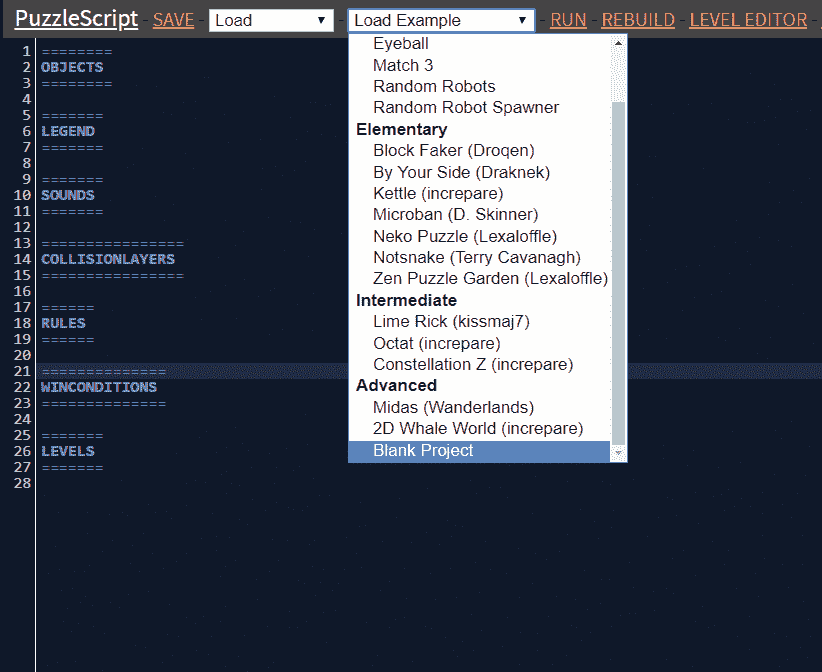 PuzzleScript - SAVE - Load ▼ - Load Example ▼ - RUN - REBUILD - LEVEL EDITOR -
1 ========
2 OBJECTS
3 ========
4
5 =======
6 LEGEND
7 =======
8
9 =======
10 SOUNDS
11 =======
12
13 ================
14 COLLISIONLAYERS
15 ================
16
17 ======
18 RULES
19 ======
20
21 ==============
22 WINCONDITIONS
23 ==============
24
25 =======
26 LEVELS
27 =======
28
Eyeball
Match 3
Random Robots
Random Robot Spawner
Elementary
Block Faker (Droqen)
By Your Side (Draknek)
Kettle (increpare)
Microban (D. Skinner)
Neko Puzzle (Lexaloffle)
Notsnake (Terry Cavanagh)
Zen Puzzle Garden (Lexaloffle)
Intermediate
Lime Rick (kissmaj7)
Octat (increpare)
Constellation Z (increpare)
Advanced
Midas (Wanderlands)
2D Whale World (increpare)
Blank Project